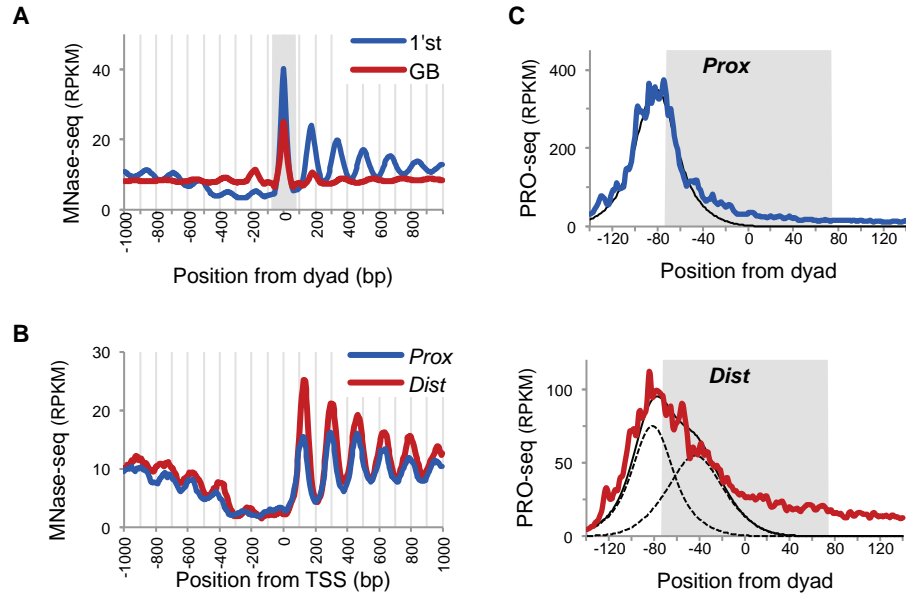 A
MNase-seq (RPKM)
50
40
20
0
1'st
GB
-1000
-800
-600
-400
-200
0
200
400
600
800
Position from dyad (bp)
B
MNase-seq (RPKM)
30
20
10
0
Prox
Dist
-1000
-800
-600
-400
-200
0
200
400
600
800
1000
Position from TSS (bp)
C
PRO-seq (RPKM)
400
200
0
Prox
-120
-80
-40
0
40
80
120
Position from dyad
PRO-seq (RPKM)
100
50
0
Dist
-120
-80
-40
0
40
80
120
Position from dyad